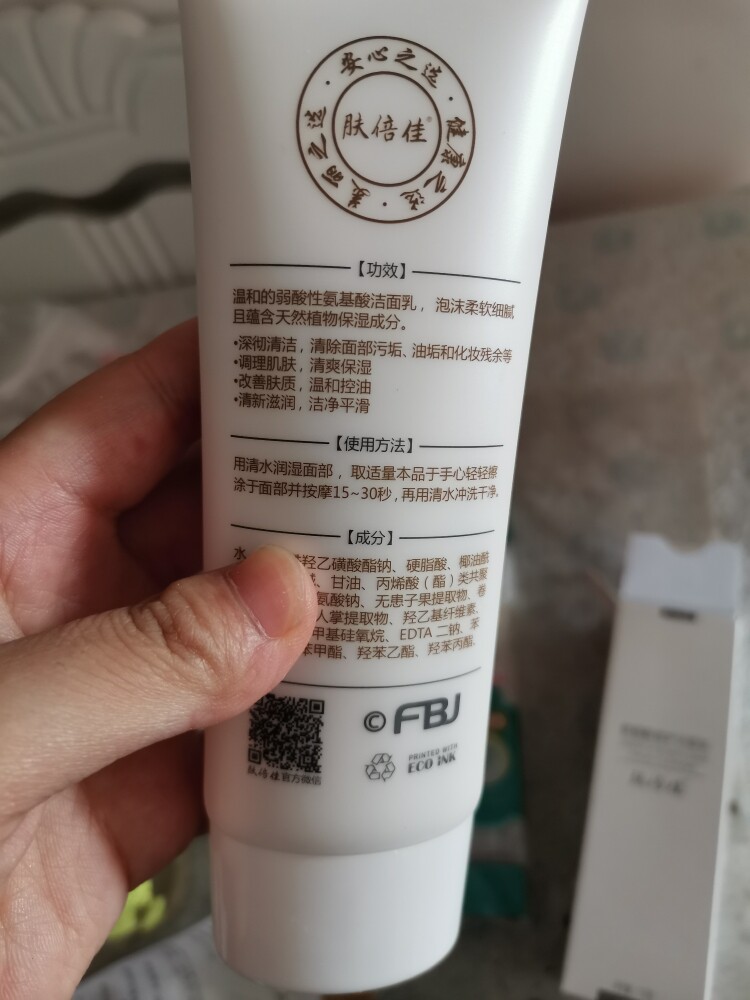 安心之选·健康之选·美丽之选·
肤倍佳®
【功效】
温和的弱酸性氨基酸洁面乳，泡沫柔软细腻
且蕴含天然植物保湿成分。
•深彻清洁，清除面部污垢、油垢和化妆残余等
•调理肌肤，清爽保湿
•改善肤质，温和控油
•清新滋润，洁净平滑
【使用方法】
用清水润湿面部，取适量本品于手心轻轻擦
涂于面部并按摩15~30秒，再用清水冲洗干净。
【成分】
水、 羟乙磺酸酯钠、硬脂酸、椰油酰
、甘油、丙烯酸（酯）类共聚
氨酸钠、无患子果提取物、卷
人掌提取物、羟乙基纤维素、
甲基硅氧烷、EDTA 二钠、苯
苯甲酯、羟苯乙酯、羟苯丙酯.
肤倍佳官方微信
© FBJ
PRINTED WITH
ECO INK